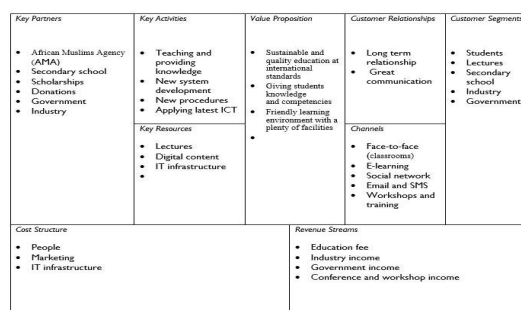 Key Partners
• African Muslims Agency
(AMA)
• Secondary school
• Scholarships
• Donations
• Government
• Industry
Key Activities
• Teaching and
providing
knowledge
• New system
development
• New procedures
• Applying latest ICT
Key Resources
• Lectures
• Digital content
• IT infrastructure
•
Value Proposition
• Sustainable and
quality education at
international
standards
• Giving students
knowledge
and competencies
• Friendly learning
environment with a
plenty of facilities
•
Customer Relationships
• Long term
relationship
• Great
communication
Channels
• Face-to-face
(classrooms)
• E-learning
• Social network
• Email and SMS
• Workshops and
training
Customer Segments
• Students
• Lectures
• Secondary
school
• Industry
• Government
Cost Structure
• People
• Marketing
• IT infrastructure
Revenue Streams
• Education fee
• Industry income
• Government income
• Conference and workshop income